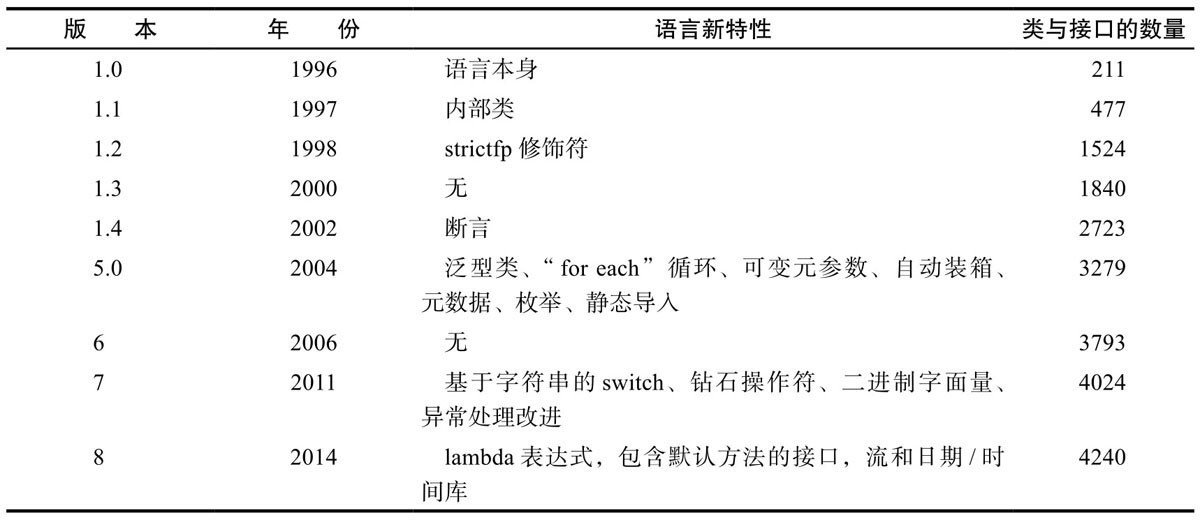 版 本 年 份 语言新特性 类与接口的数量
1.0 1996 语言本身 211
1.1 1997 内部类 477
1.2 1998 strictfp 修饰符 1524
1.3 2000 无 1840
1.4 2002 断言 2723
5.0 2004 泛型类、“for each”循环、可变元参数、自动装箱、 3279
元数据、枚举、静态导入
6 2006 无 3793
7 2011 基于字符串的 switch、钻石操作符、二进制字面量、 4024
异常处理改进
8 2014 lambda 表达式，包含默认方法的接口，流和日期 / 时 4240
间库